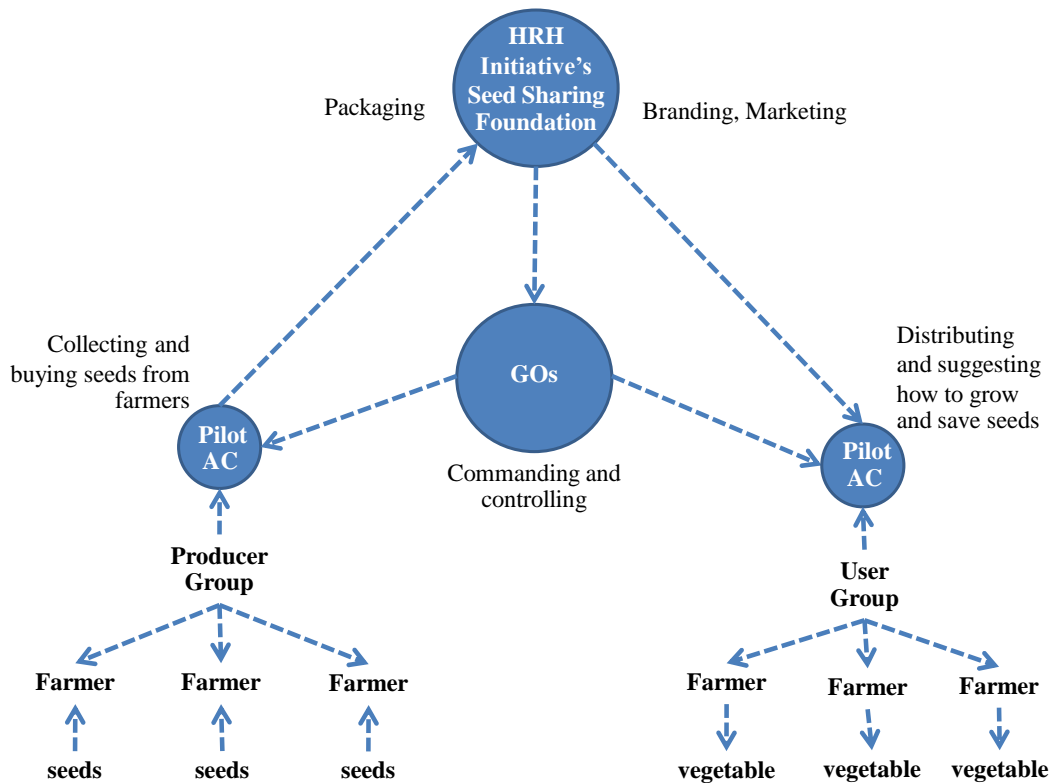 HRH
Initiative's
Seed Sharing
Foundation
Packaging
Branding, Marketing
Collecting and
buying seeds from
farmers
GOs
Distributing
and suggesting
how to grow
and save seeds
Pilot
AC
Commanding and
controlling
Pilot
AC
Producer
Group
User
Group
Farmer
Farmer
Farmer
Farmer
Farmer
Farmer
seeds
seeds
seeds
vegetable
vegetable
vegetable